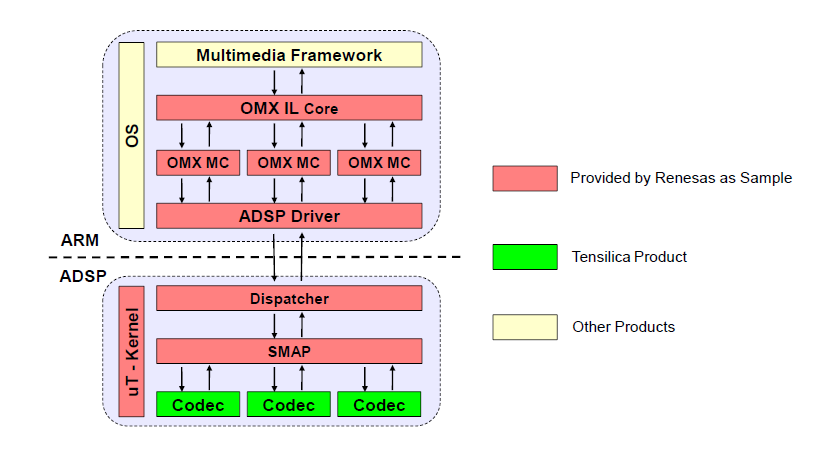 Multimedia Framework
OS
OMX IL Core
OMX MC OMX MC OMX MC
ADSP Driver
ARM
ADSP
uT - Kernel
Dispatcher
SMAP
Codec Codec Codec
Provided by Renesas as Sample
Tensilica Product
Other Products